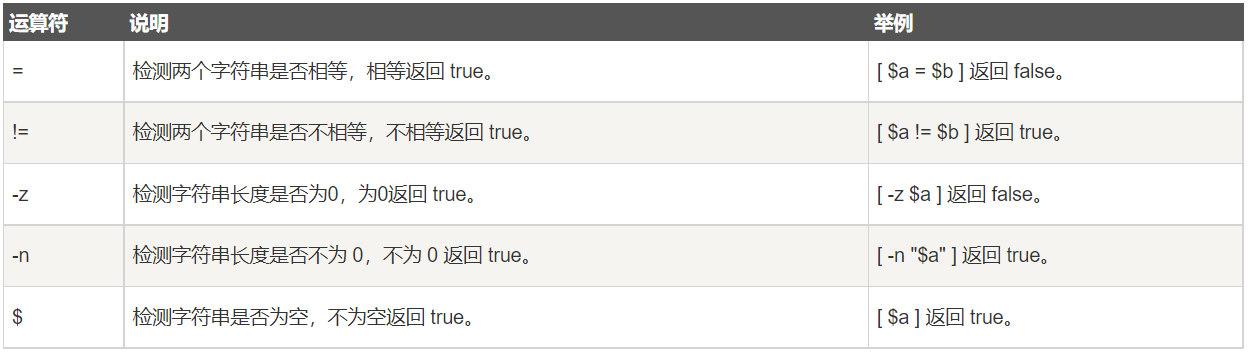 运算符 说明 举例
= 检测两个字符串是否相等，相等返回 true。 [ $a = $b ] 返回 false。
!= 检测两个字符串是否不相等，不相等返回 true。 [ $a != $b ] 返回 true。
-z 检测字符串长度是否为0，为0返回 true。 [ -z $a ] 返回 false。
-n 检测字符串长度是否不为 0，不为 0 返回 true。 [ -n "$a" ] 返回 true。
$ 检测字符串是否为空，不为空返回 true。 [ $a ] 返回 true。